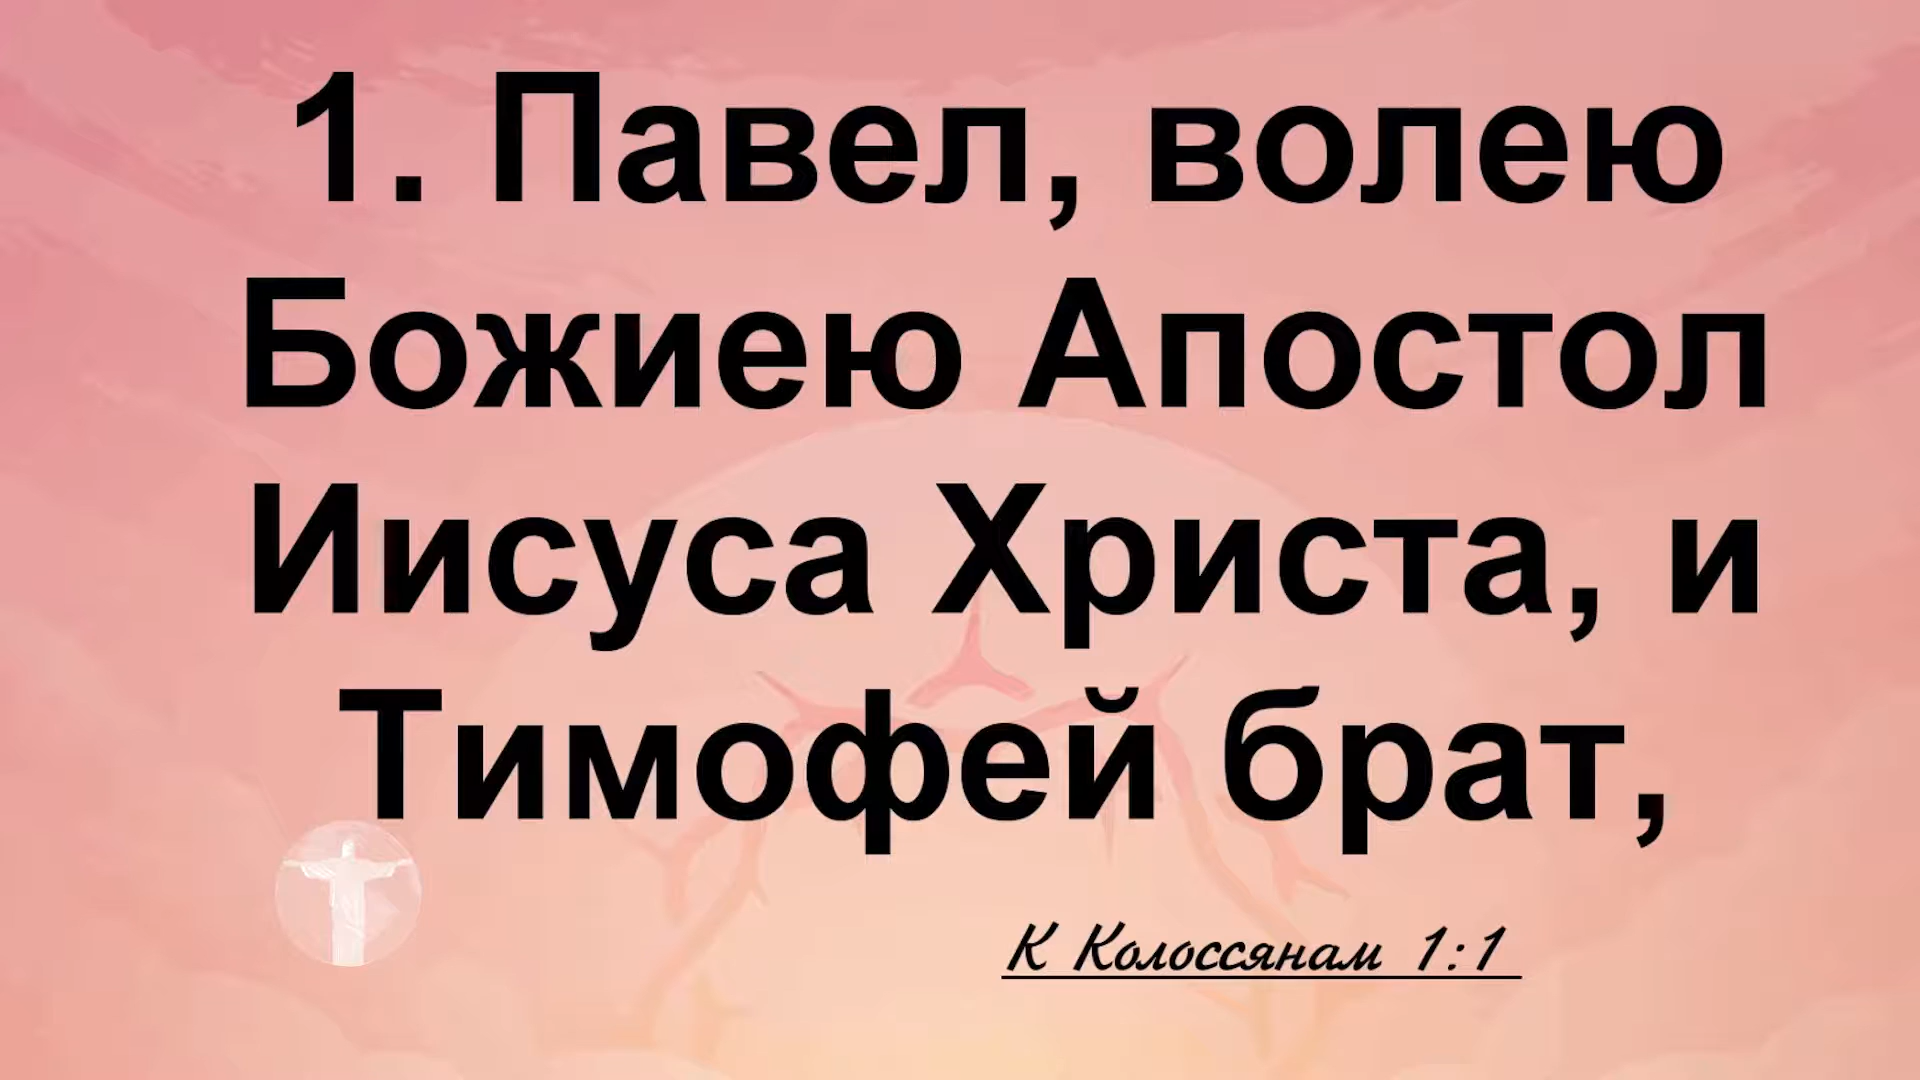 1. Павел, волею
Божиею Апостол
Иисуса Христа, и
Тимофей брат,
К Колоссянам 1:1